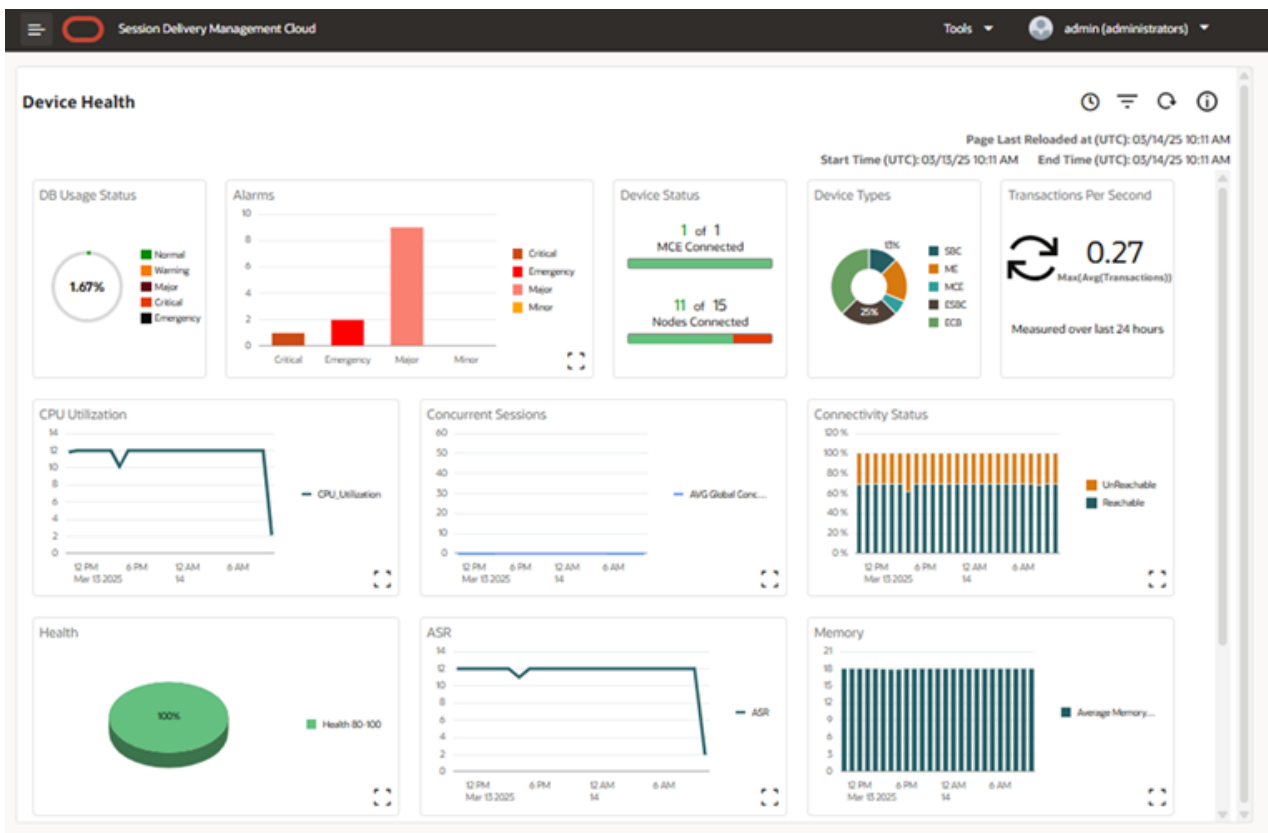 Session Delivery Management Cloud
Tools
admin (administrators)
Device Health
Page Last Reloaded at (UTC): 03/14/25 10:11 AM
Start Time (UTC): 03/13/25 10:11 AM End Time (UTC): 03/14/25 10:11 AM
DB Usage Status
1.67%
Normal
Warning
Major
Critical
Emergency
Alarms
10
8
6
4
2
0
Critical Emergency Major Minor
Critical
Emergency
Major
Minor
Device Status
1 of 1
MCE Connected
11 of 15
Nodes Connected
Device Types
13%
25%
SBC
ME
MCE
ESBC
ECB
Transactions Per Second
0.27
Max(Avg(Transactions))
Measured over last 24 hours
CPU Utilization
14
12
10
8
6
4
2
0
12 PM 6 PM 12 AM 6 AM
Mar 13 2025 14
CPU_Utilization
Concurrent Sessions
60
50
40
30
20
10
0
12 PM 6 PM 12 AM 6 AM
Mar 13 2025 14
AVG Global Conc...
Connectivity Status
120 %
100 %
80 %
60 %
40 %
20 %
0 %
12 PM 6 PM 12 AM 6 AM
Mar 13 2025 14
UnReachable
Reachable
Health
100%
Health 80-100
ASR
14
12
10
8
6
4
2
0
12 PM 6 PM 12 AM 6 AM
Mar 13 2025 14
ASR
Memory
21
18
15
12
9
6
3
0
12 PM 6 PM 12 AM 6 AM
Mar 13 2025 14
Average Memory...